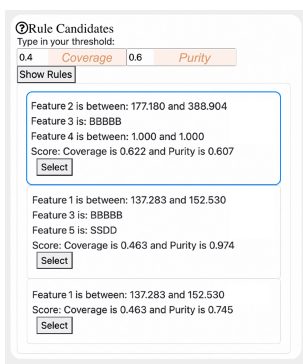 ?Rule Candidates
Type in your threshold:
0.4 Coverage 0.6 Purity
Show Rules
Feature 2 is between: 177.180 and 388.904
Feature 3 is: BBBBB
Feature 4 is between: 1.000 and 1.000
Score: Coverage is 0.622 and Purity is 0.607
Select
Feature 1 is between: 137.283 and 152.530
Feature 3 is: BBBBB
Feature 5 is: SSDD
Score: Coverage is 0.463 and Purity is 0.974
Select
Feature 1 is between: 137.283 and 152.530
Score: Coverage is 0.463 and Purity is 0.745
Select